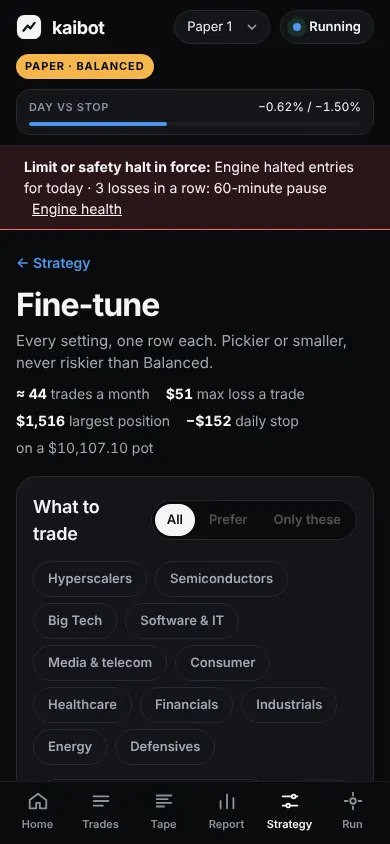 kaibot
Paper 1
Running
PAPER · BALANCED
DAY VS STOP
−0.62% / −1.50%
Limit or safety halt in force: Engine halted entries
for today · 3 losses in a row: 60-minute pause
Engine health
← Strategy
Fine-tune
Every setting, one row each. Pickier or smaller,
never riskier than Balanced.
≈ 44 trades a month $51 max loss a trade
$1,516 largest position −$152 daily stop
on a $10,107.10 pot
What to
trade
All Prefer Only these
Hyperscalers Semiconductors
Big Tech Software & IT
Media & telecom Consumer
Healthcare Financials Industrials
Energy Defensives
Home Trades Tape Report Strategy Run